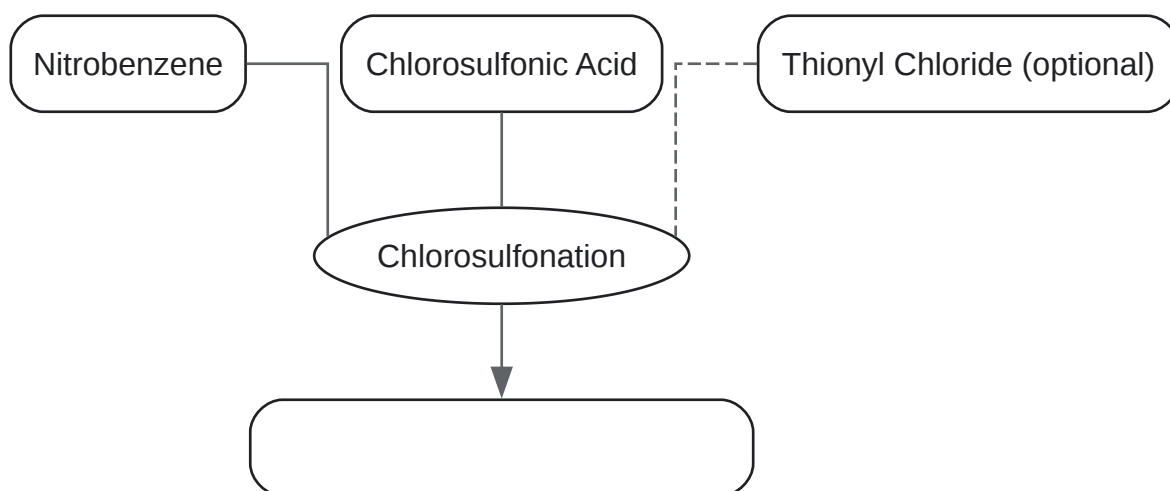 Nitrobenzene
Chlorosulfonic Acid
Thionyl Chloride (optional)
Chlorosulfonation